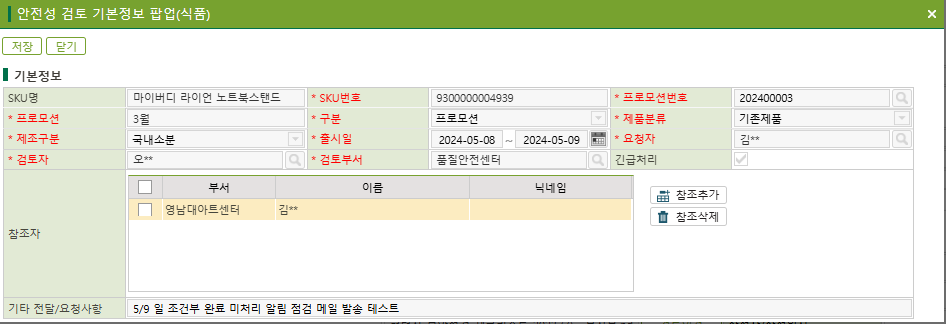 안전성 검토 기본정보 팝업(식품)
저장 닫기
기본정보
SKU명 마이버디 라이언 노트북스탠드 * SKU번호 9300000004939 * 프로모션번호 202400003
* 프로모션 3월 * 구분 프로모션 * 제품분류 기존제품
* 제조구분 국내소분 * 출시일 2024-05-08 ~ 2024-05-09 * 요청자 김**
* 검토자 오** * 검토부서 품질안전센터 긴급처리
부서 이름 닉네임 참조추가
영남대아트센터 김** 참조삭제
참조자
기타 전달/요청사항 5/9 일 조건부 완료 미처리 알림 점검 메일 발송 테스트